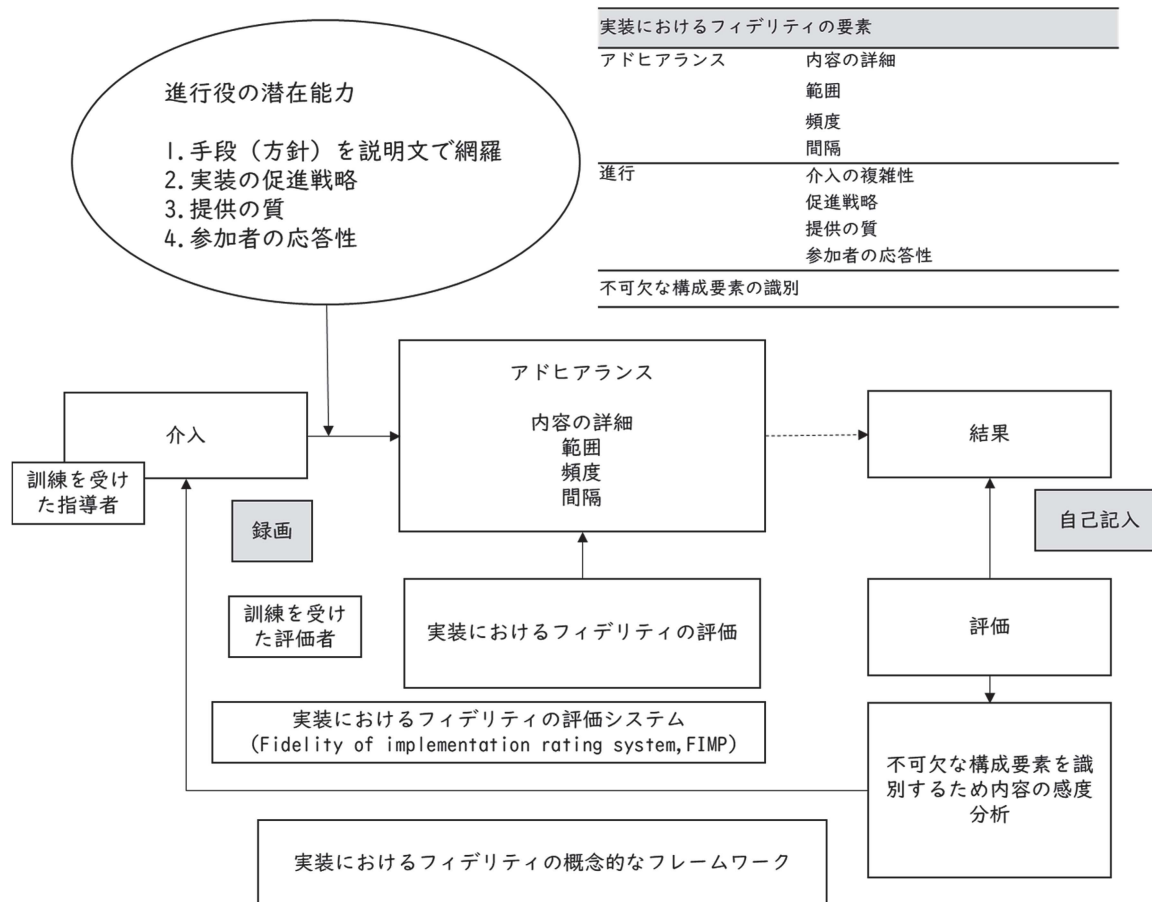 進行役の潜在能力
1.手段（方針）を説明文で網羅
2.実装の促進戦略
3.提供の質
4.参加者の応答性
実装におけるフィデリティの要素
アドヒアランス 内容の詳細
範囲
頻度
間隔
進行 介入の複雑性
促進戦略
提供の質
参加者の応答性
不可欠な構成要素の識別
介入
訓練を受け
た指導者
アドヒアランス
内容の詳細
範囲
頻度
間隔
結果
録画
自己記入
訓練を受け
た評価者
実装におけるフィデリティの評価
評価
実装におけるフィデリティの評価システム
(Fidelity of implementation rating system,FIMP)
不可欠な構成要素を識
別するため内容の感度
分析
実装におけるフィデリティの概念的なフレームワーク